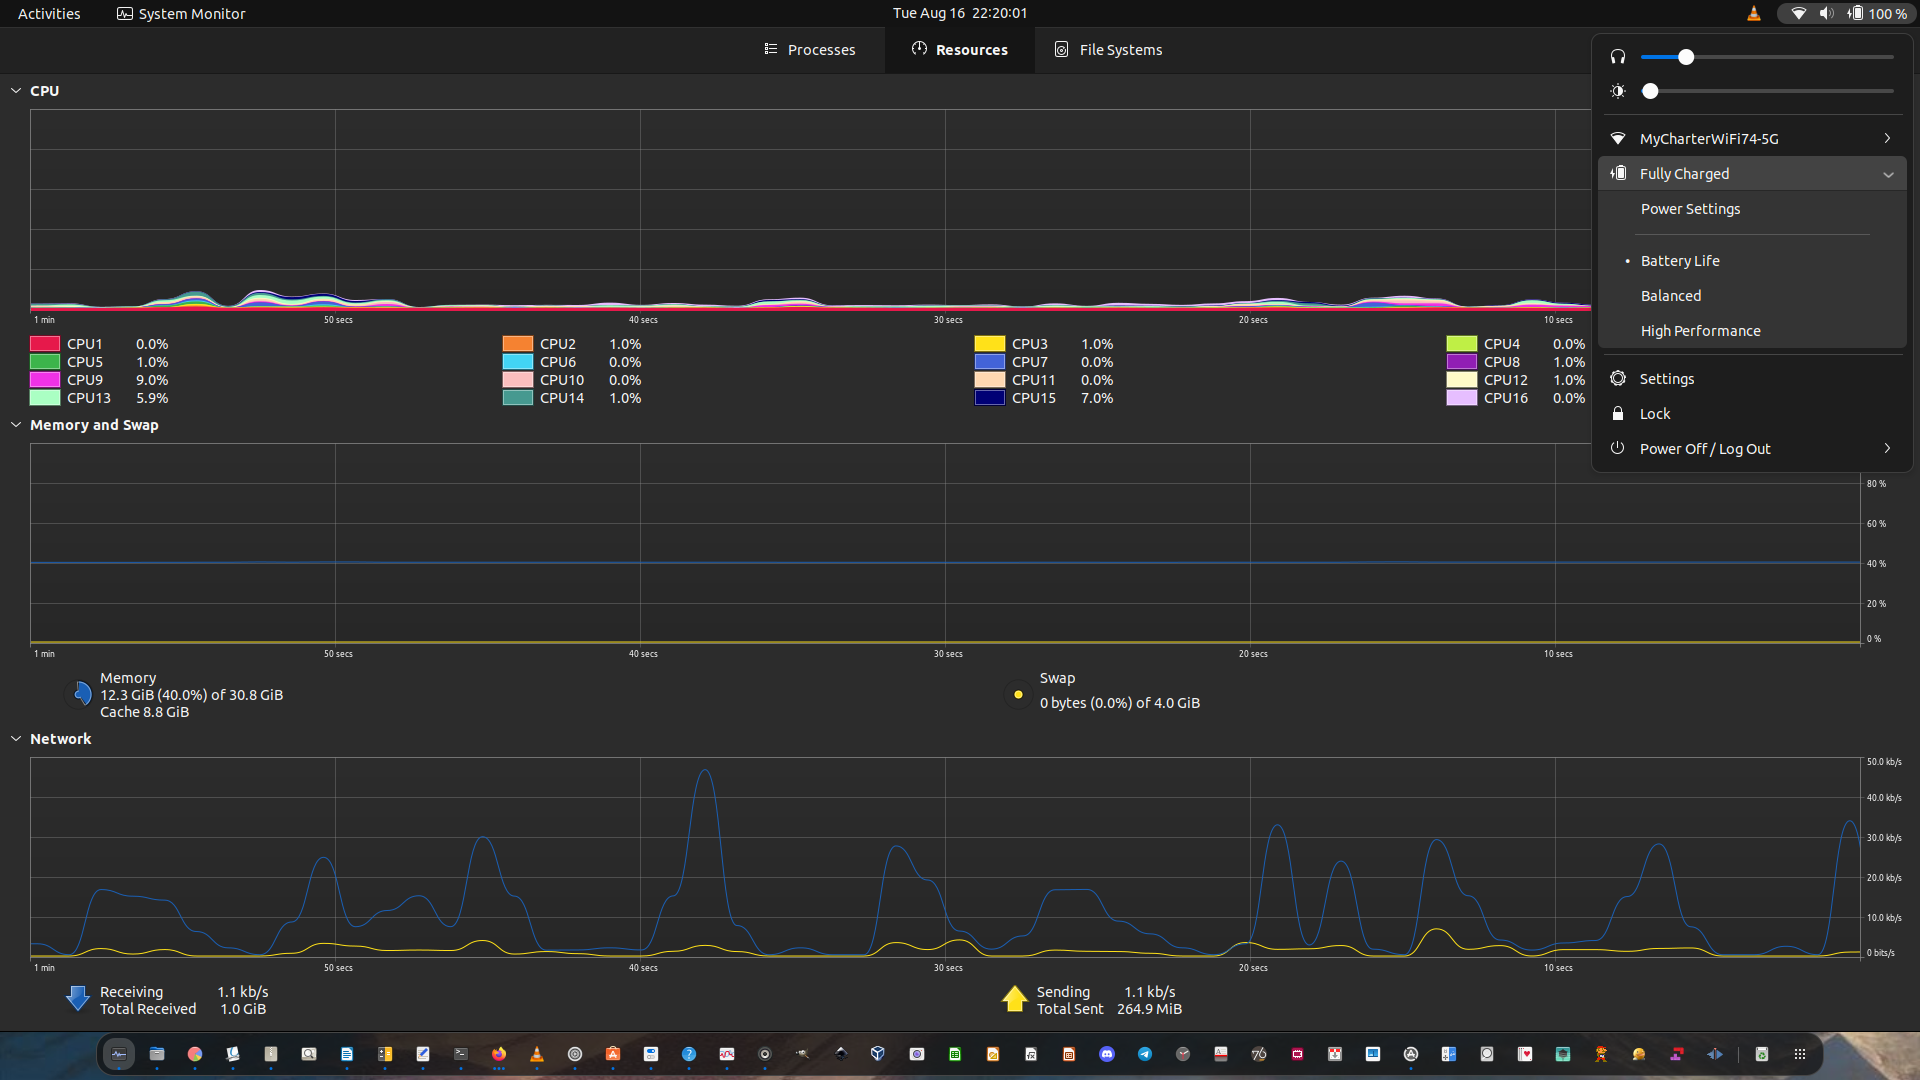 Activities
System Monitor
Tue Aug 16 22:20:01
100 %
Processes
Resources
File Systems
CPU
1 min 50 secs 40 secs 30 secs 20 secs 10 secs
CPU1 0.0% CPU2 1.0% CPU3 1.0% CPU4 0.0%
CPU5 1.0% CPU6 0.0% CPU7 0.0% CPU8 1.0%
CPU9 9.0% CPU10 0.0% CPU11 0.0% CPU12 1.0%
CPU13 5.9% CPU14 1.0% CPU15 7.0% CPU16 0.0%
MyCharterWiFi74-5G
Fully Charged
Power Settings
• Battery Life
Balanced
High Performance
Settings
Lock
Power Off / Log Out
Memory and Swap
80 %
60 %
40 %
20 %
0 %
1 min 50 secs 40 secs 30 secs 20 secs 10 secs
Memory
12.3 GiB (40.0%) of 30.8 GiB
Cache 8.8 GiB
Swap
0 bytes (0.0%) of 4.0 GiB
Network
50.0 kb/s
40.0 kb/s
30.0 kb/s
20.0 kb/s
10.0 kb/s
0 bits/s
1 min 50 secs 40 secs 30 secs 20 secs 10 secs
Receiving 1.1 kb/s
Total Received 1.0 GiB
Sending 1.1 kb/s
Total Sent 264.9 MiB
76